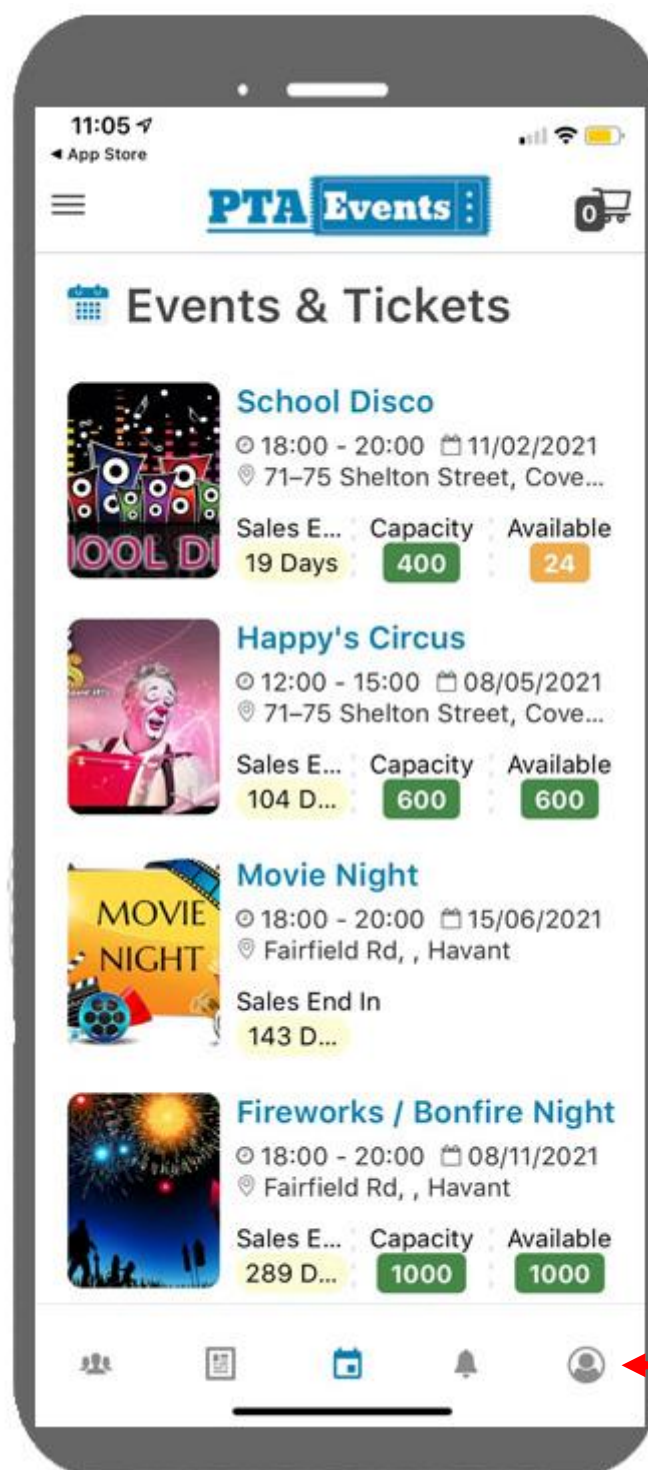 11:05
App Store
PTA Events
0
Events & Tickets
School Disco
18:00 - 20:00 11/02/2021
71–75 Shelton Street, Cove...
Sales E... Capacity Available
19 Days 400 24
HOOL DI
Happy's Circus
12:00 - 15:00 08/05/2021
71–75 Shelton Street, Cove...
Sales E... Capacity Available
104 D... 600 600
Movie Night
MOVIE
NIGHT
18:00 - 20:00 15/06/2021
Fairfield Rd, , Havant
Sales End In
143 D...
Fireworks / Bonfire Night
18:00 - 20:00 08/11/2021
Fairfield Rd, , Havant
Sales E... Capacity Available
289 D... 1000 1000